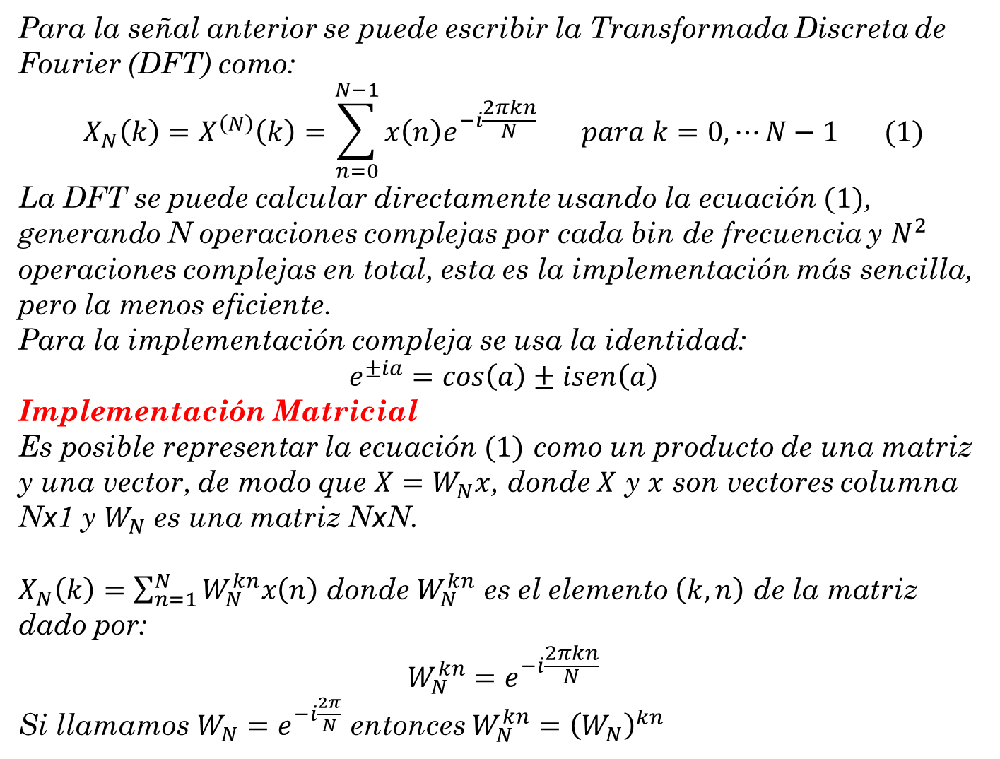 Para la señal anterior se puede escribir la Transformada Discreta de
Fourier (DFT) como:
$X_N(k) = X^{(N)}(k) = \sum_{n=0}^{N-1} x(n)e^{-i\frac{2\pi kn}{N}} \quad para\ k = 0, \cdots N - 1 \quad (1)$
La DFT se puede calcular directamente usando la ecuación (1),
generando N operaciones complejas por cada bin de frecuencia y $N^2$
operaciones complejas en total, esta es la implementación más sencilla,
pero la menos eficiente.
Para la implementación compleja se usa la identidad:
$e^{\pm ia} = cos(a) \pm isen(a)$
Implementación Matricial
Es posible representar la ecuación (1) como un producto de una matriz
y una vector, de modo que $X = W_N x$, donde $X$ y $x$ son vectores columna
Nx1 y $W_N$ es una matriz NxN.
$X_N(k) = \sum_{n=1}^{N} W_N^{kn} x(n)$ donde $W_N^{kn}$ es el elemento $(k, n)$ de la matriz
dado por:
$W_N^{kn} = e^{-i\frac{2\pi kn}{N}}$
Si llamamos $W_N = e^{-i\frac{2\pi}{N}}$ entonces $W_N^{kn} = (W_N)^{kn}$